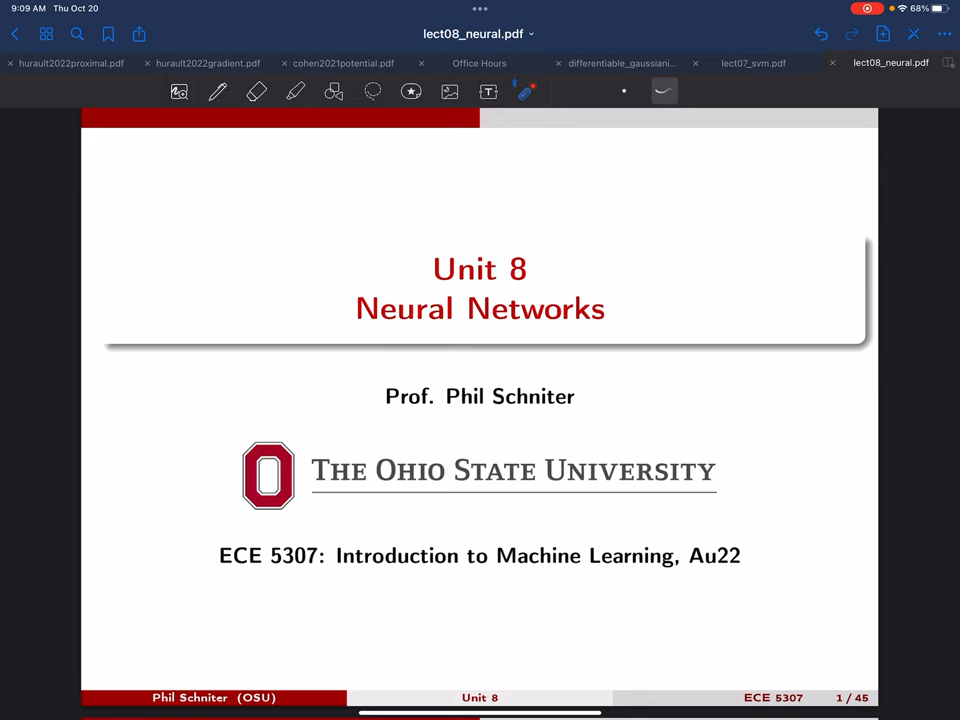 9:09 AM Thu Oct 20
68%
lect08_neural.pdf
hurault2022proximal.pdf
hurault2022gradient.pdf
cohen2021potential.pdf
Office Hours
differentiable_gaussiani...
lect07_svm.pdf
lect08_neural.pdf
T
Unit 8
Neural Networks
Prof. Phil Schniter
THE OHIO STATE UNIVERSITY
ECE 5307: Introduction to Machine Learning, Au22
Phil Schniter (OSU) Unit 8 ECE 5307 1 / 45